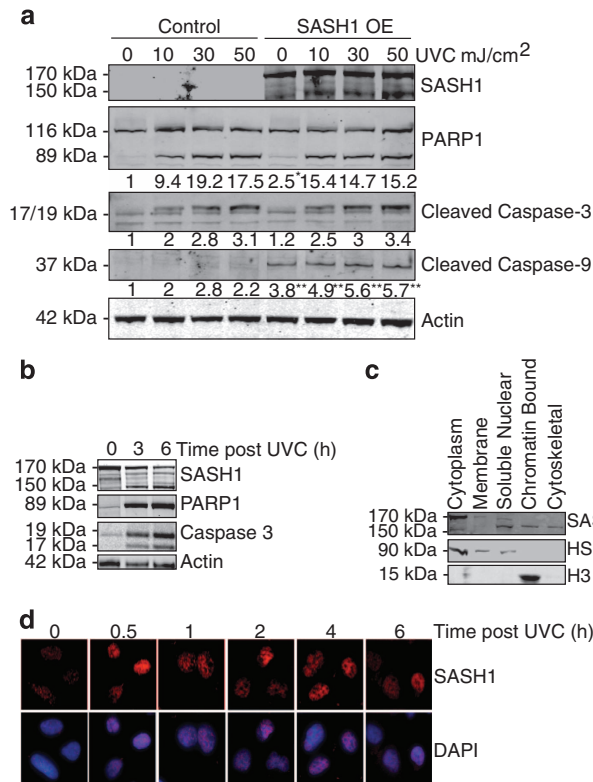 a
Control SASH1 OE
0 10 30 50 0 10 30 50 UVC mJ/cm2
170 kDa
150 kDa
SASH1
116 kDa
PARP1
89 kDa
1 9.4 19.2 17.5 2.5* 15.4 14.7 15.2
17/19 kDa Cleaved Caspase-3
1 2 2.8 3.1 1.2 2.5 3 3.4
37 kDa Cleaved Caspase-9
1 2 2.8 2.2 3.8** 4.9** 5.6** 5.7**
42 kDa Actin
b
0 3 6 Time post UVC (h)
170 kDa
SASH1
150 kDa
89 kDa PARP1
19 kDa Caspase 3
17 kDa
42 kDa Actin
c
Cytoplasm
Membrane
Soluble Nuclear
Chromatin Bound
Cytoskeletal
170 kDa
150 kDa
SAS
90 kDa HS
15 kDa H3
d
0 0.5 1 2 4 6 Time post UVC (h)
SASH1
DAPI